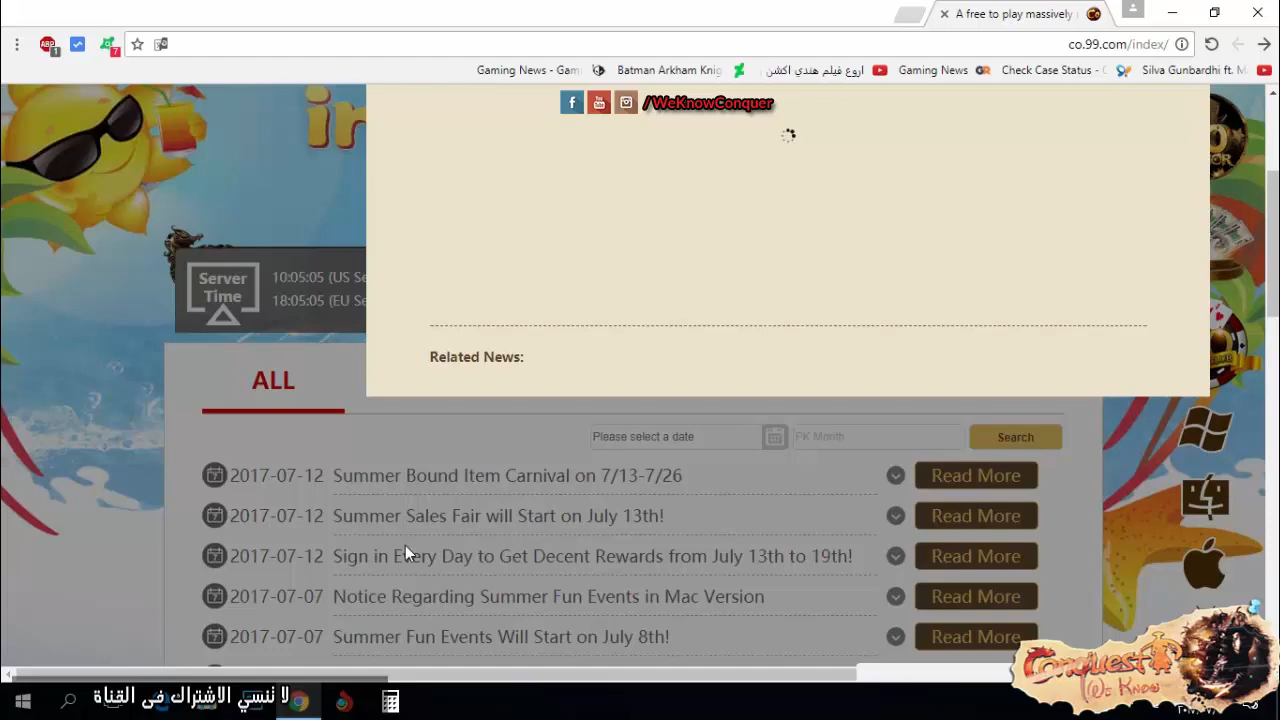 A free to play massively
co.99.com/index/
Gaming News - Gam
Batman Arkham Knig
اروع فيلم هندي اكشن
Gaming News
Check Case Status -
Silva Gunbardhi ft. M
/WeKnowConquer
Server
Time
10:05:05 (US Se
18:05:05 (EU Se
Related News:
ALL
Please select a date
PK Month
Search
2017-07-12 Summer Bound Item Carnival on 7/13-7/26 Read More
2017-07-12 Summer Sales Fair will Start on July 13th! Read More
2017-07-12 Sign in Every Day to Get Decent Rewards from July 13th to 19th! Read More
2017-07-07 Notice Regarding Summer Fun Events in Mac Version Read More
2017-07-07 Summer Fun Events Will Start on July 8th! Read More
Conquest
We Know
لا تنسي الاشتراك فى القناة